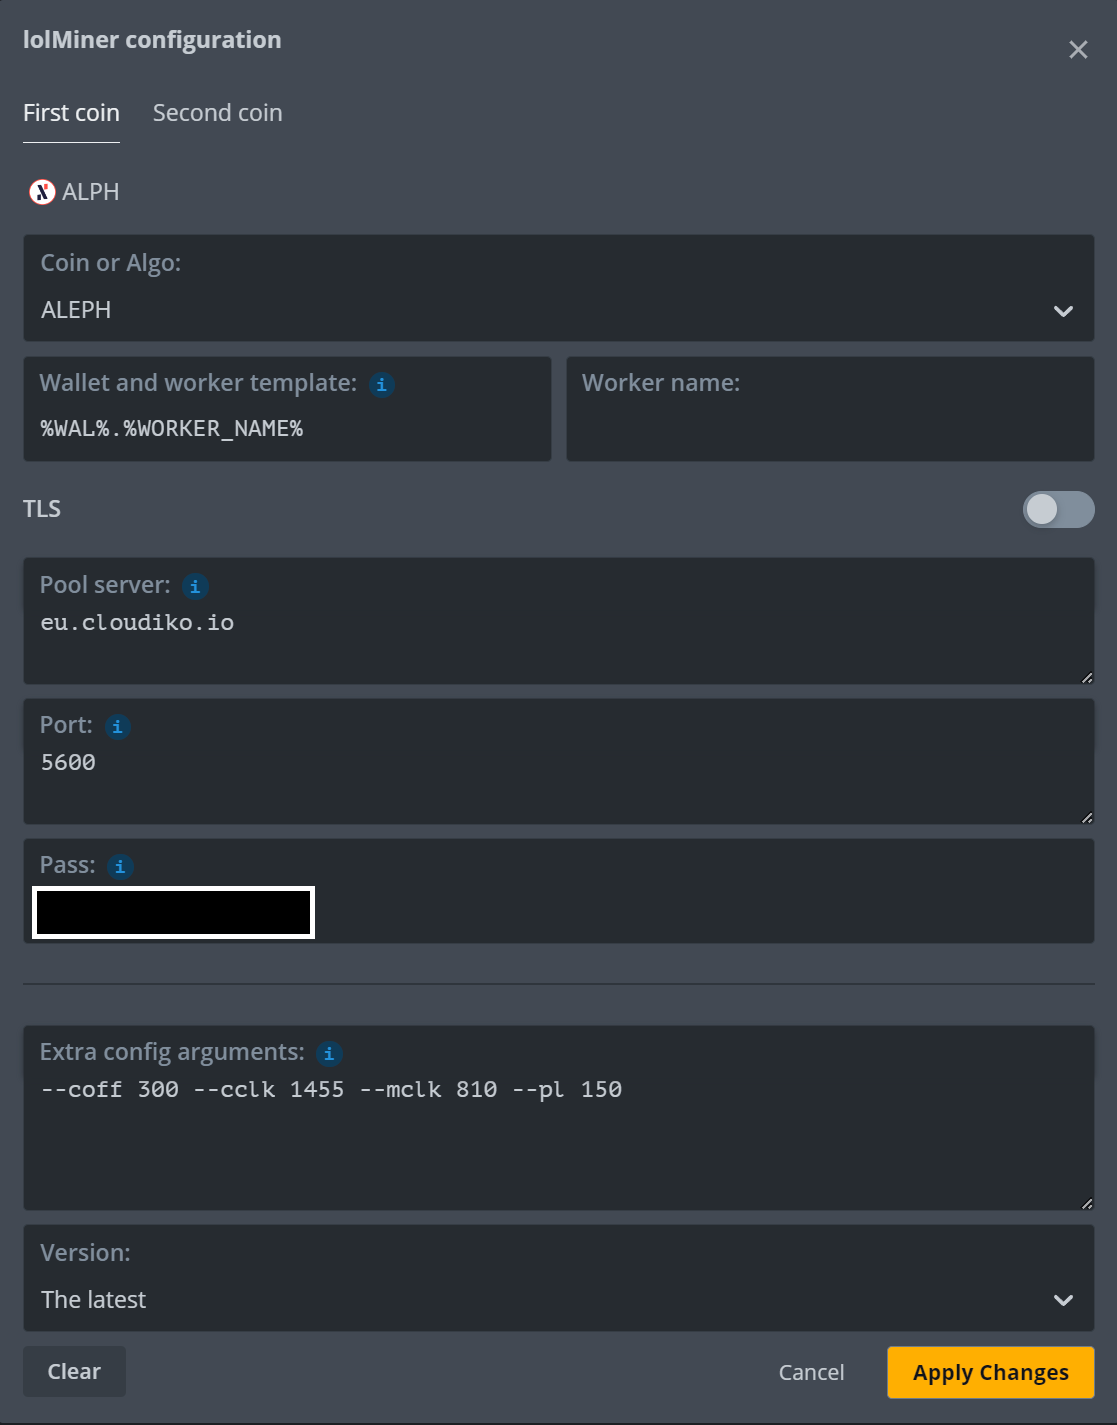 lolMiner configuration
First coin Second coin
ALPH
Coin or Algo:
ALEPH
Wallet and worker template: i
%WAL%.%WORKER_NAME%
Worker name:
TLS
Pool server: i
eu.cloudiko.io
Port: i
5600
Pass: i
Extra config arguments: i
--coff 300 --cclk 1455 --mclk 810 --pl 150
Version:
The latest
Clear Cancel Apply Changes